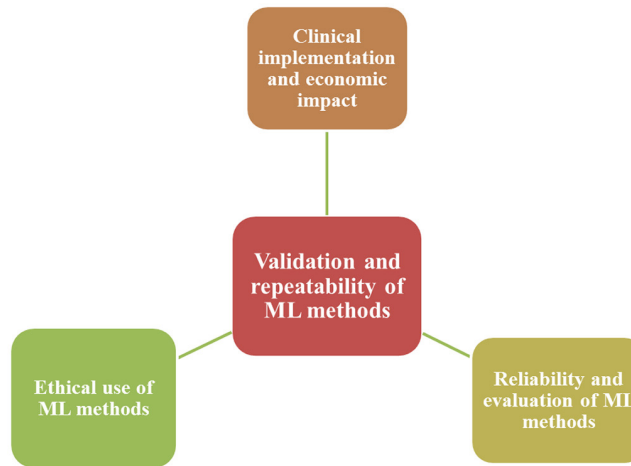 Clinical
implementation
and economic
impact
Validation and
repeatability of
ML methods
Ethical use of
ML methods
Reliability and
evaluation of ML
methods